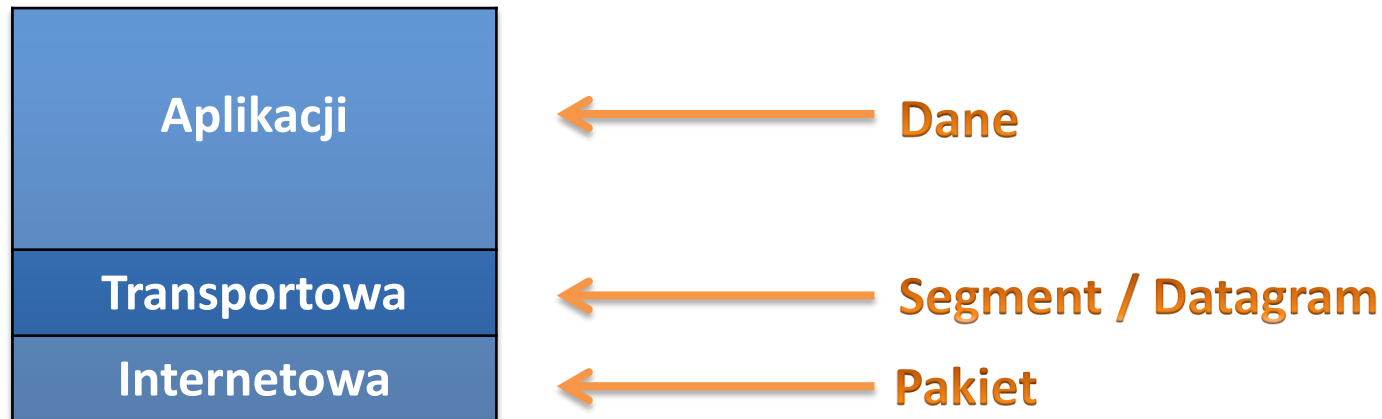 Aplikacji
Dane
Transportowa
Segment / Datagram
Internetowa
Pakiet